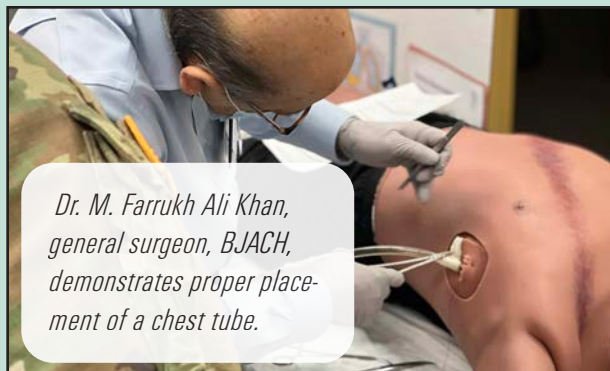 Dr. M. Farrukh Ali Khan,
general surgeon, BJACH,
demonstrates proper place-
ment of a chest tube.